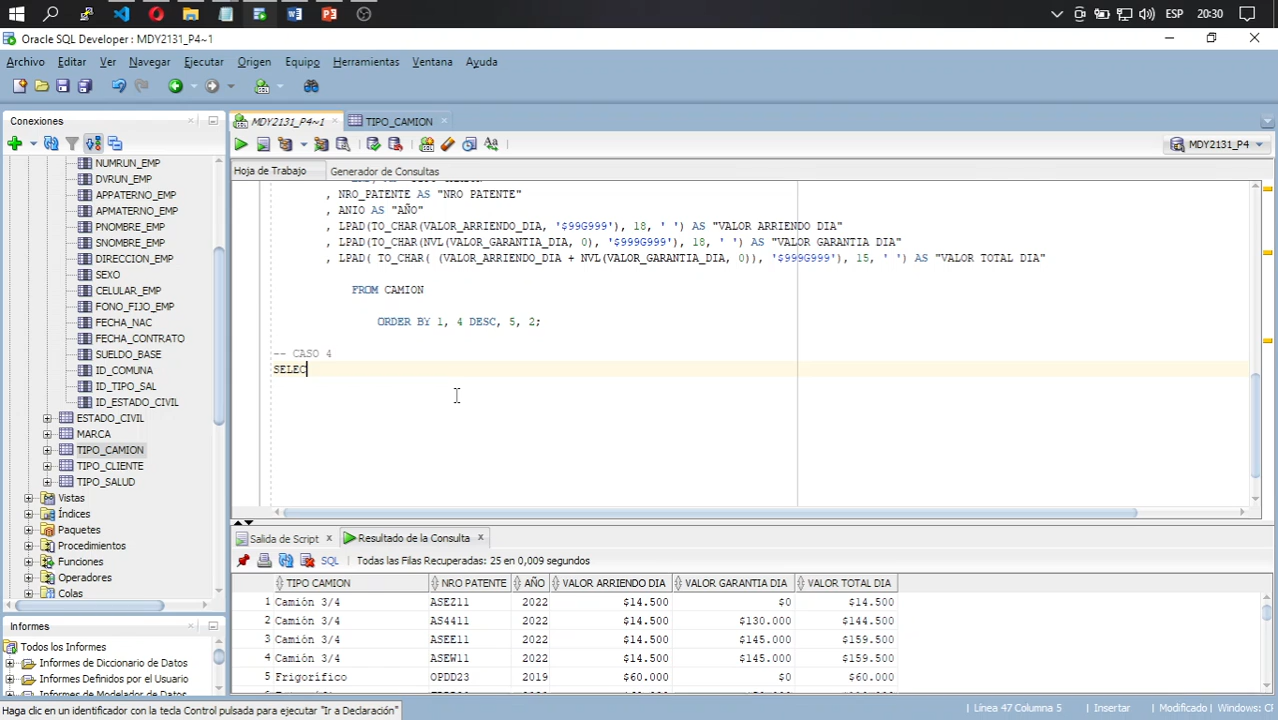 ESP 20:30
Oracle SQL Developer : MDY2131_P4~1
Archivo Editar Ver Navegar Ejecutar Origen Equipo Herramientas Ventana Ayuda
Conexiones
MDY2131_P4~1 TIPO_CAMION
MDY2131_P4
Hoja de Trabajo Generador de Consultas
NUMRUN_EMP
DVRUN_EMP
APPATERNO_EMP
APMATERNO_EMP
PNOMBRE_EMP
SNOMBRE_EMP
DIRECCION_EMP
SEXO
CELULAR_EMP
FONO_FIJO_EMP
FECHA_NAC
FECHA_CONTRATO
SUELDO_BASE
ID_COMUNA
ID_TIPO_SAL
ID_ESTADO_CIVIL
ESTADO_CIVIL
MARCA
TIPO_CAMION
TIPO_CLIENTE
TIPO_SALUD
Vistas
Índices
Paquetes
Procedimientos
Funciones
Operadores
Colas
, NRO_PATENTE AS "NRO PATENTE"
, ANIO AS "AÑO"
, LPAD(TO_CHAR(VALOR_ARRIENDO_DIA, '$99G999'), 18, ' ') AS "VALOR ARRIENDO DIA"
, LPAD(TO_CHAR(NVL(VALOR_GARANTIA_DIA, 0), '$999G999'), 18, ' ') AS "VALOR GARANTIA DIA"
, LPAD( TO_CHAR( (VALOR_ARRIENDO_DIA + NVL(VALOR_GARANTIA_DIA, 0)), '$999G999'), 15, ' ') AS "VALOR TOTAL DIA"
FROM CAMION
ORDER BY 1, 4 DESC, 5, 2;
-- CASO 4
SELEC
Informes
Todos los Informes
Informes de Diccionario de Datos
Informes Definidos por el Usuario
Informes de Modelador de Datos
Salida de Script Resultado de la Consulta
SQL Todas las Filas Recuperadas: 25 en 0,009 segundos
TIPO CAMION NRO PATENTE AÑO VALOR ARRIENDO DIA VALOR GARANTIA DIA VALOR TOTAL DIA
1 Camión 3/4 ASEZ11 2022 $14.500 $0 $14.500
2 Camión 3/4 AS4411 2022 $14.500 $130.000 $144.500
3 Camión 3/4 ASEE11 2022 $14.500 $145.000 $159.500
4 Camión 3/4 ASEW11 2022 $14.500 $145.000 $159.500
5 Frigorífico OPDD23 2019 $60.000 $0 $60.000
Haga clic en un identificador con la tecla Control pulsada para ejecutar "Ir a Declaración"
Línea 47 Columna 5 Insertar Modificado Windows: CF